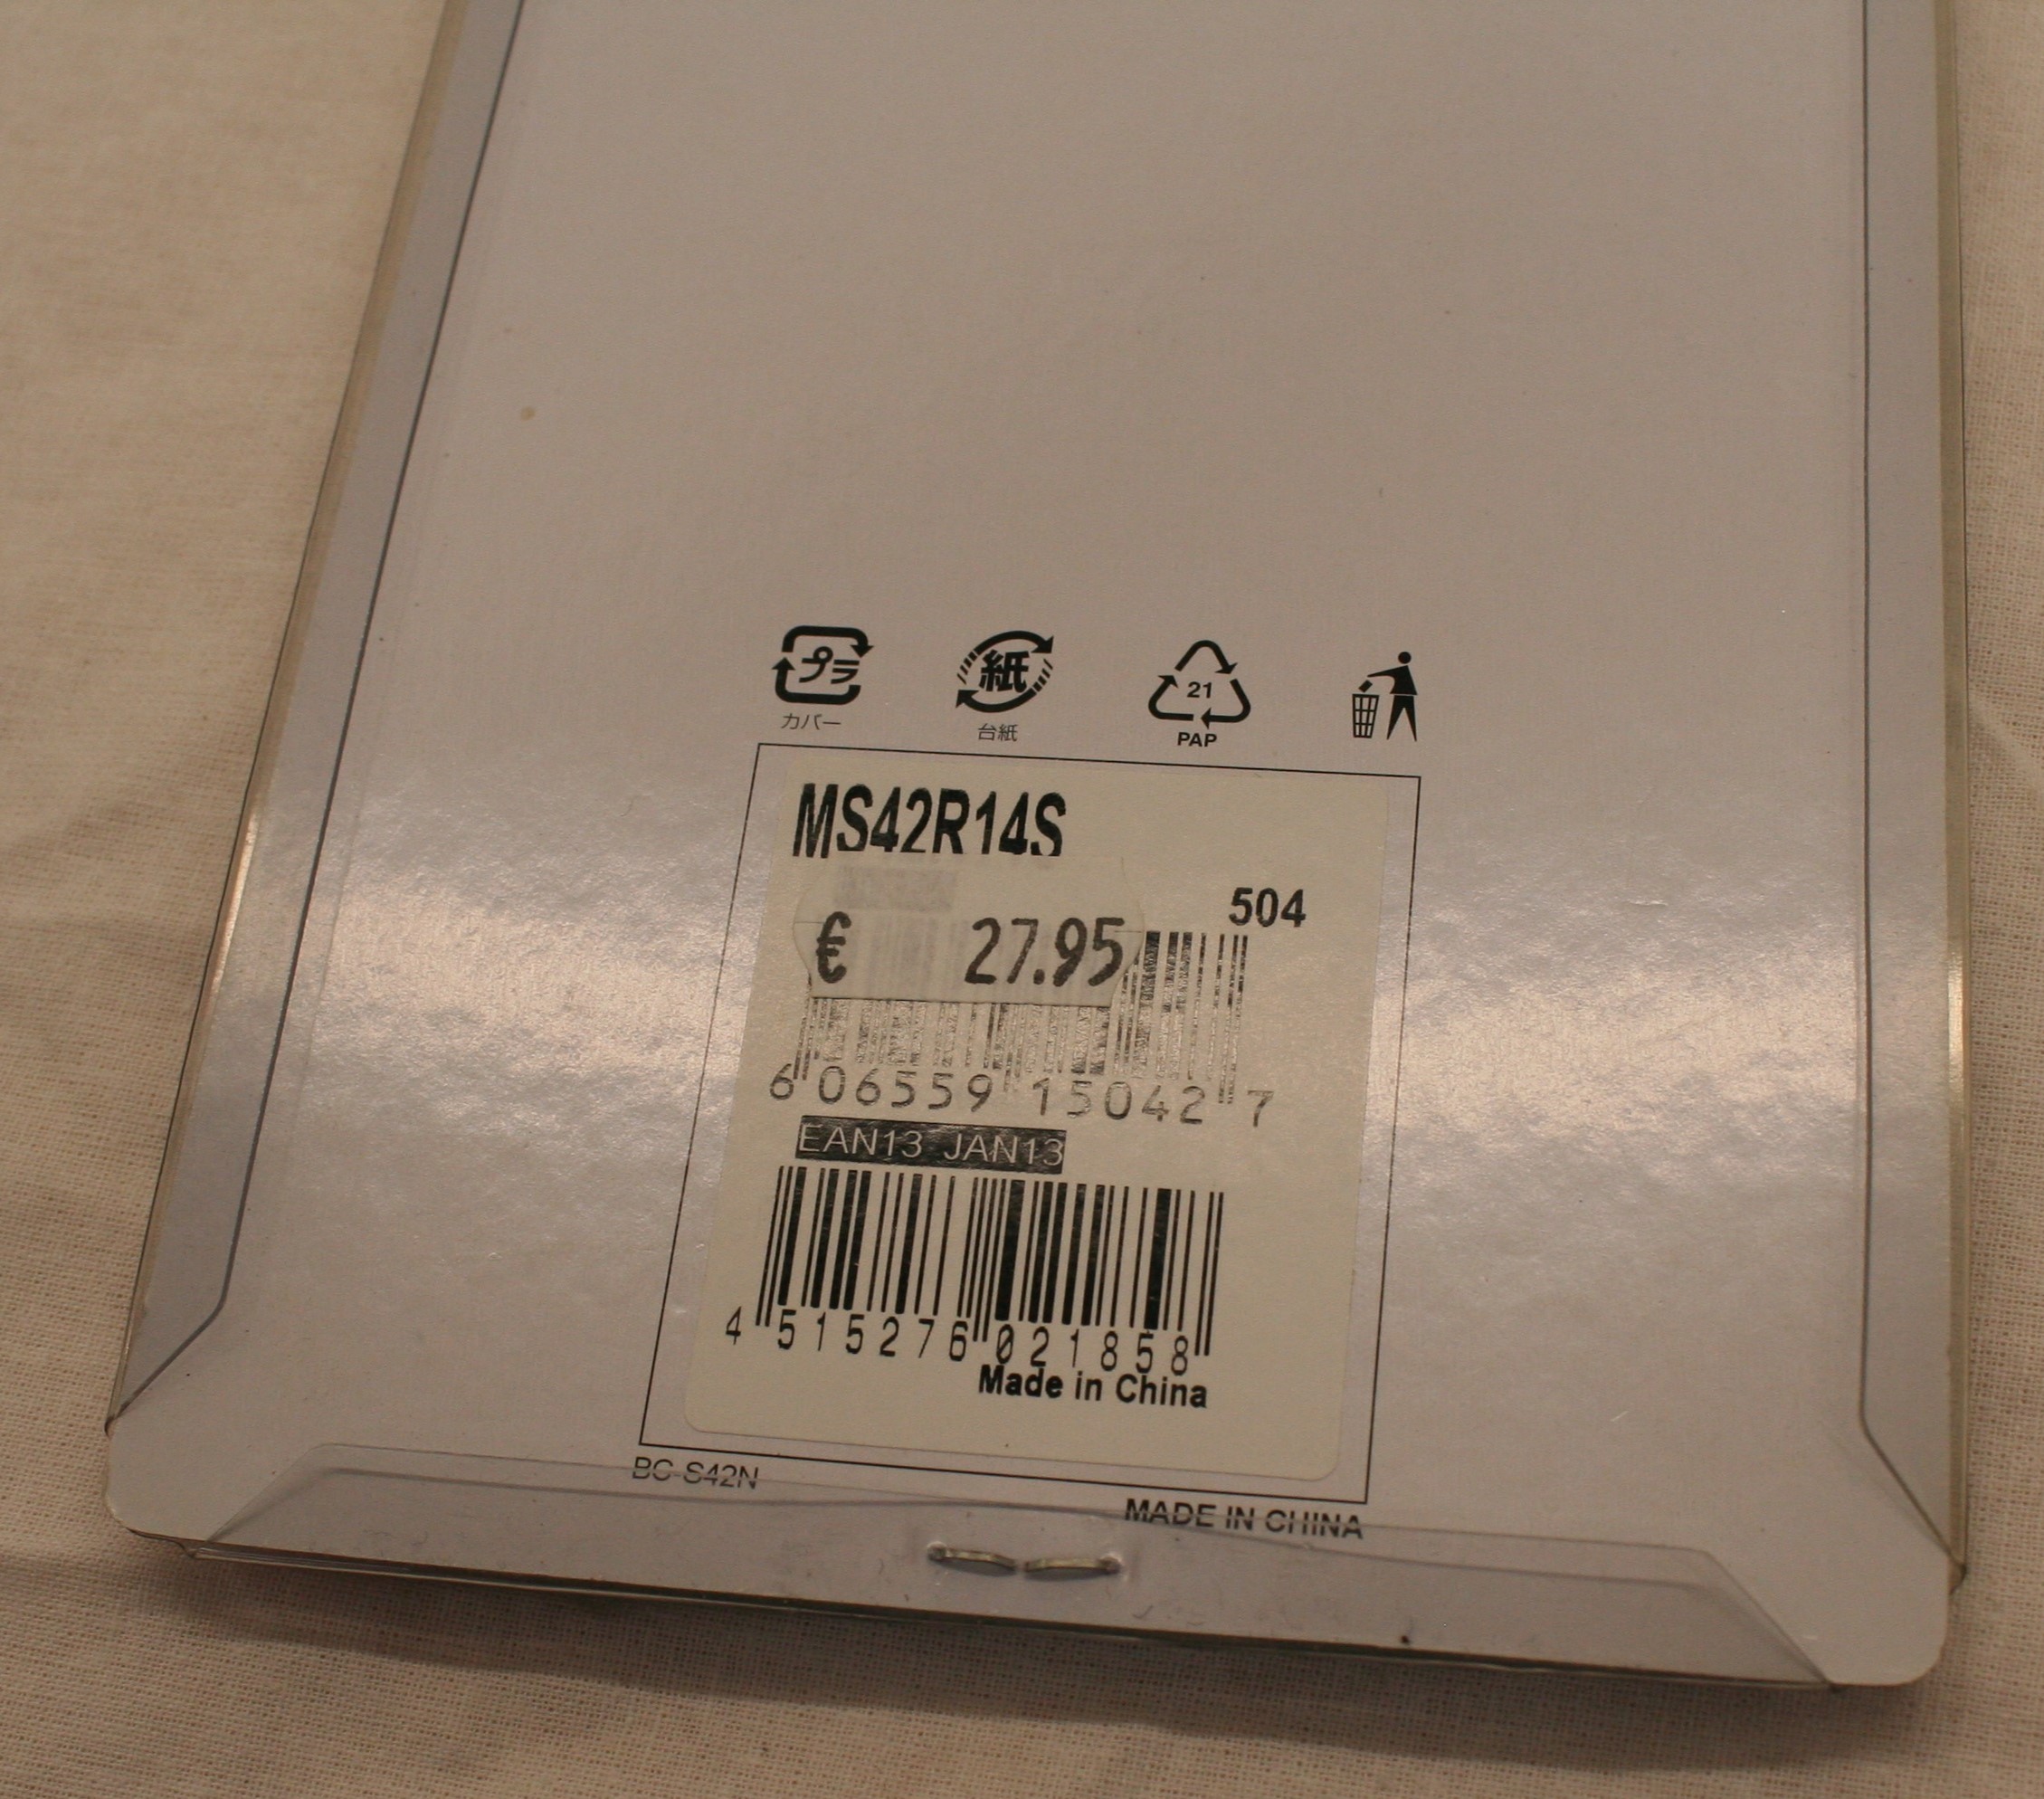 プラ 紙 21
カバー 台紙 PAP
MS42R14S
504
€ 27.95
6 06559 15042 7
EAN13 JAN13
4 515276 021858
Made in China
BC-S42N
MADE IN CHINA